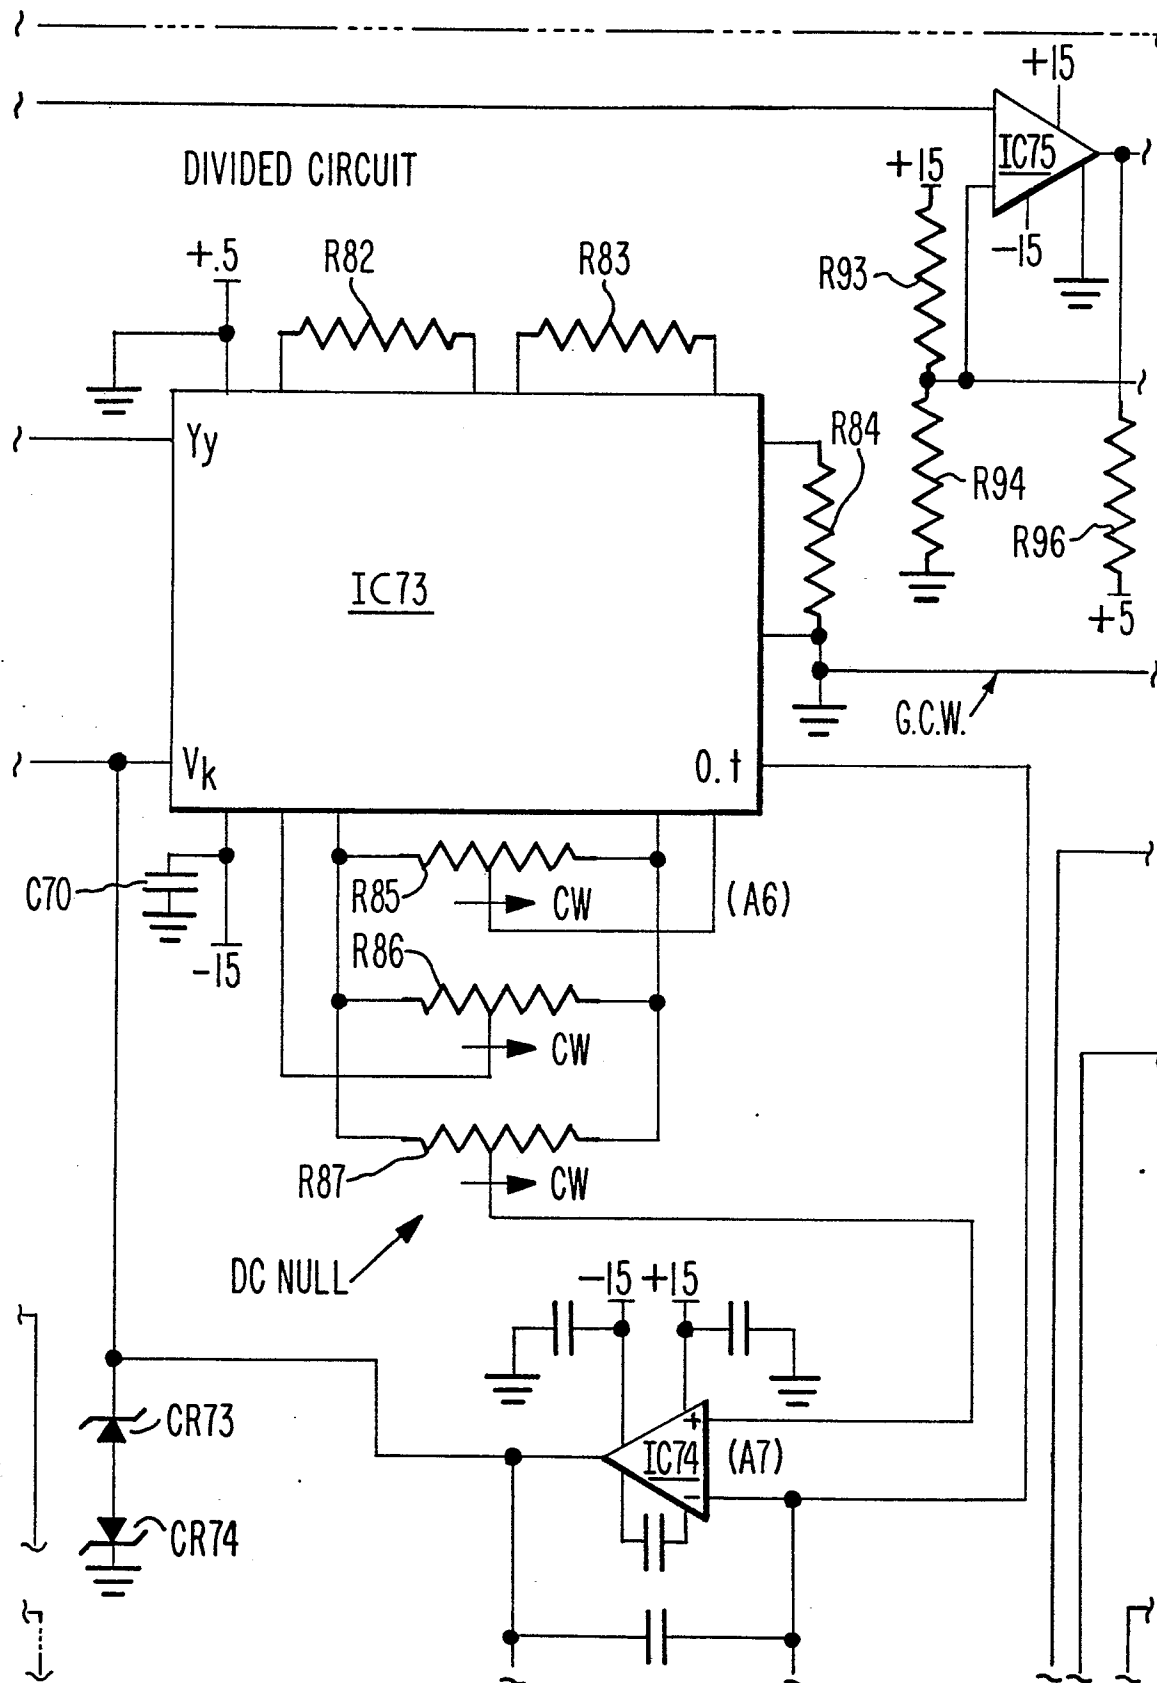 +15
IC75
DIVIDED CIRCUIT
+15
-15
+.5
R82
R83
R93
Yy
R84
R94
R96
IC73
+5
G.C.W.
Vk
0.t
C70
R85
CW
(A6)
-15
R86
CW
R87
CW
DC NULL
-15 +15
CR73
+
IC74
(A7)
-
CR74